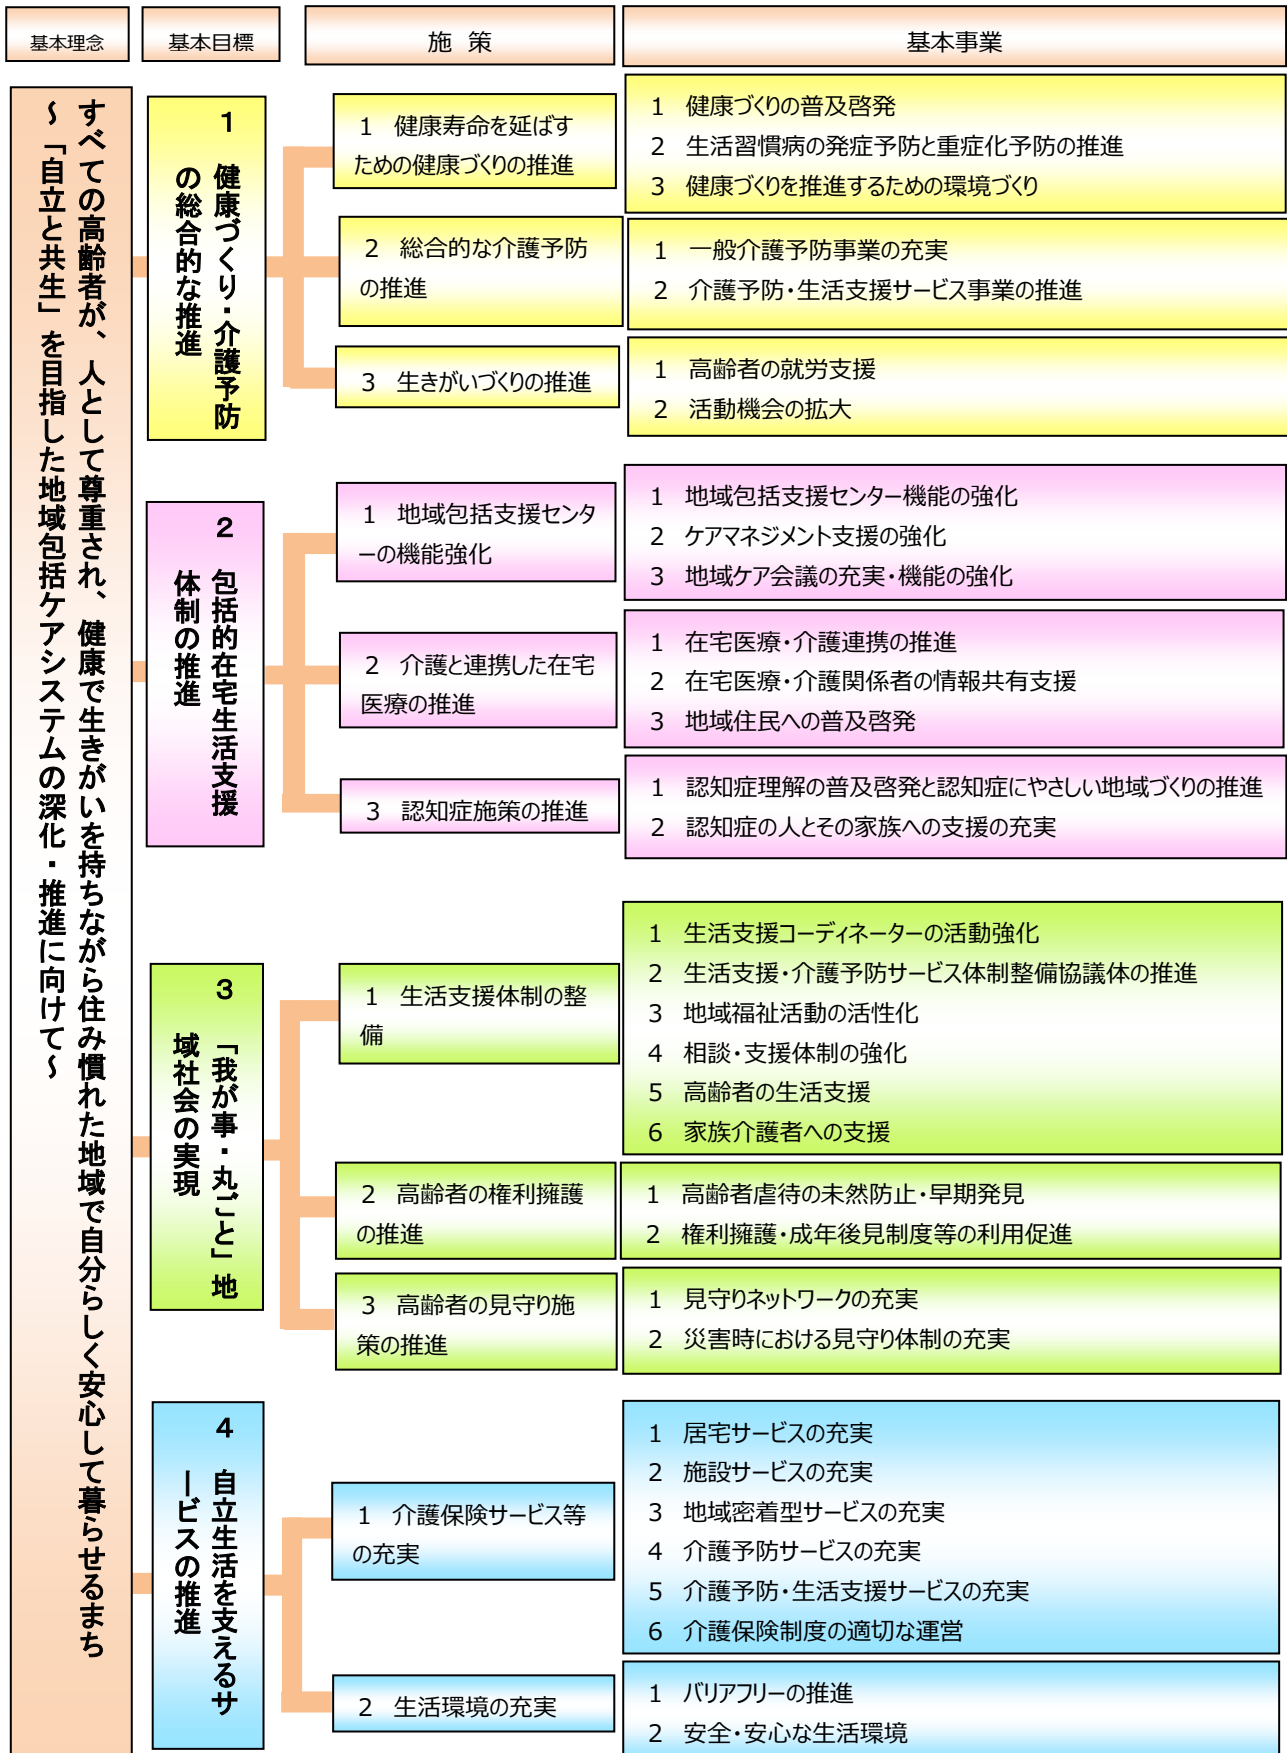 基本理念
基本目標
施 策
基本事業
すべての高齢者が、人として尊重され、健康で生きがいを持ちながら住み慣れた地域で自分らしく安心して暮らせるまち
～「自立と共生」を目指した地域包括ケアシステムの深化・推進に向けて～
1 健康づくり・介護予防
の総合的な推進
1 健康寿命を延ばす
ための健康づくりの推進
1 健康づくりの普及啓発
2 生活習慣病の発症予防と重症化予防の推進
3 健康づくりを推進するための環境づくり
2 総合的な介護予防
の推進
1 一般介護予防事業の充実
2 介護予防・生活支援サービス事業の推進
3 生きがいづくりの推進
1 高齢者の就労支援
2 活動機会の拡大
2 包括的在宅生活支援
体制の推進
1 地域包括支援センタ
ーの機能強化
1 地域包括支援センター機能の強化
2 ケアマネジメント支援の強化
3 地域ケア会議の充実・機能の強化
2 介護と連携した在宅
医療の推進
1 在宅医療・介護連携の推進
2 在宅医療・介護関係者の情報共有支援
3 地域住民への普及啓発
3 認知症施策の推進
1 認知症理解の普及啓発と認知症にやさしい地域づくりの推進
2 認知症の人とその家族への支援の充実
3 「我が事・丸ごと」地
域社会の実現
1 生活支援体制の整
備
1 生活支援コーディネーターの活動強化
2 生活支援・介護予防サービス体制整備協議体の推進
3 地域福祉活動の活性化
4 相談・支援体制の強化
5 高齢者の生活支援
6 家族介護者への支援
2 高齢者の権利擁護
の推進
1 高齢者虐待の未然防止・早期発見
2 権利擁護・成年後見制度等の利用促進
3 高齢者の見守り施
策の推進
1 見守りネットワークの充実
2 災害時における見守り体制の充実
4 自立生活を支えるサ
ービスの推進
1 介護保険サービス等
の充実
1 居宅サービスの充実
2 施設サービスの充実
3 地域密着型サービスの充実
4 介護予防サービスの充実
5 介護予防・生活支援サービスの充実
6 介護保険制度の適切な運営
2 生活環境の充実
1 バリアフリーの推進
2 安全・安心な生活環境